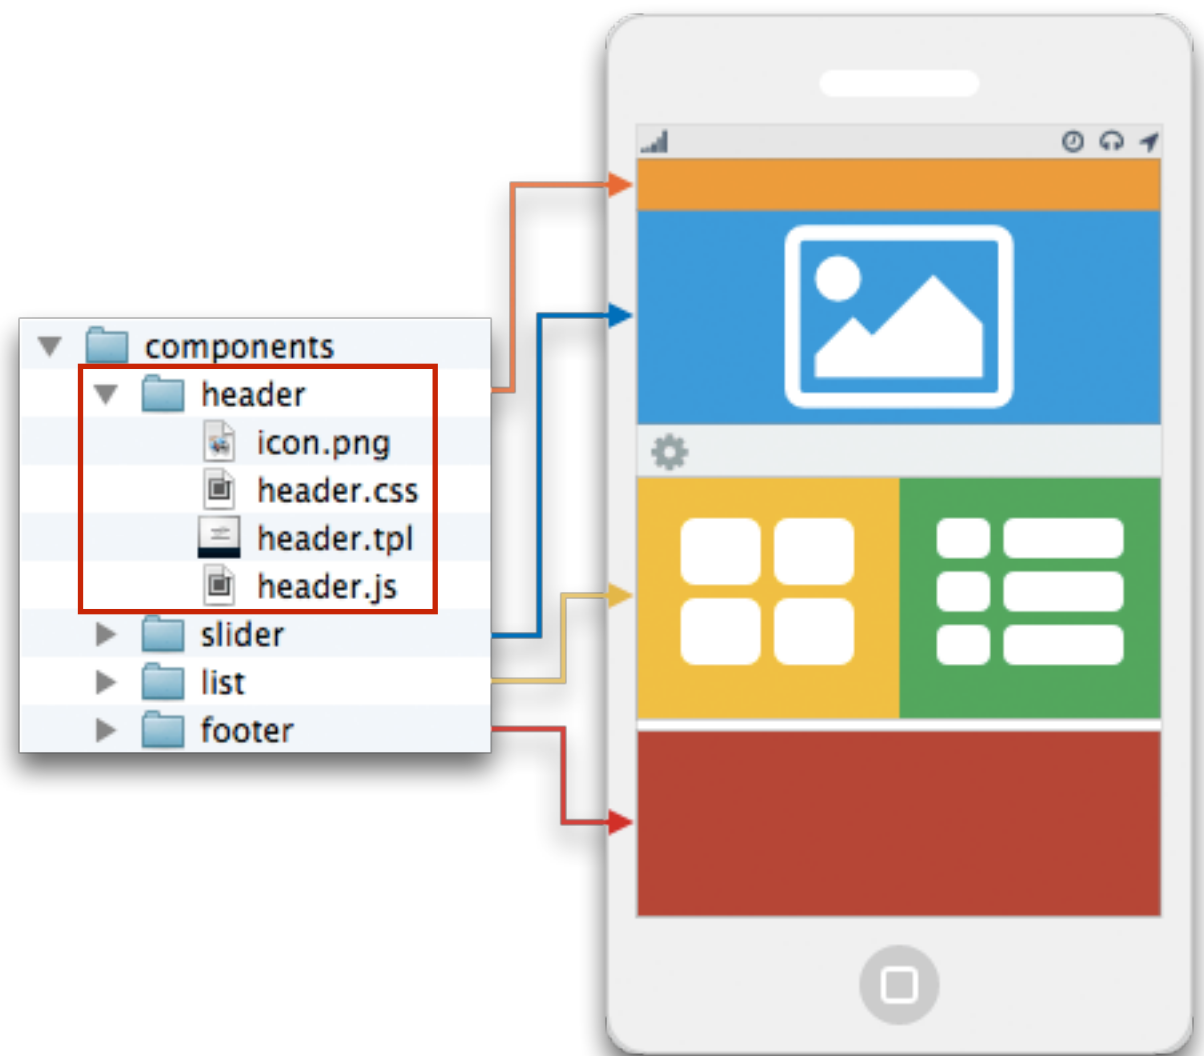 components
header
icon.png
header.css
header.tpl
header.js
slider
list
footer